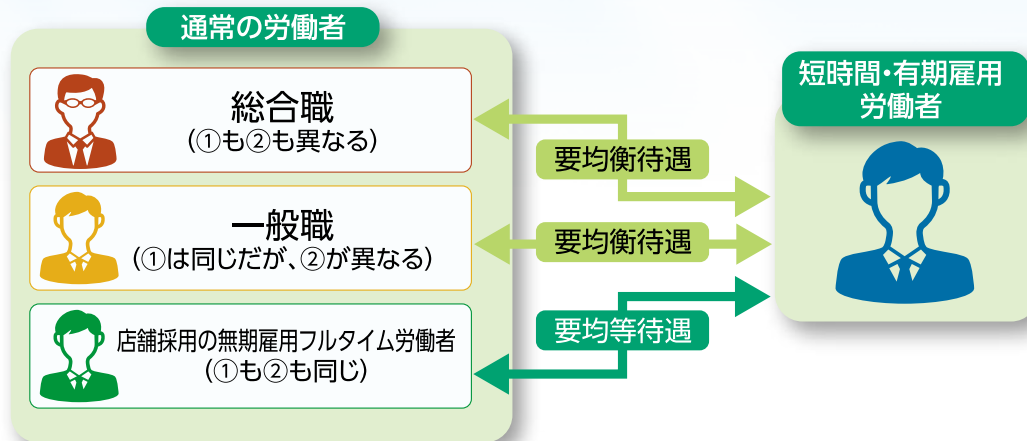 通常の労働者
総合職
(①も②も異なる)
要均衡待遇
一般職
(①は同じだが、②が異なる)
要均衡待遇
店舗採用の無期雇用フルタイム労働者
(①も②も同じ)
要均等待遇
短時間・有期雇用
労働者